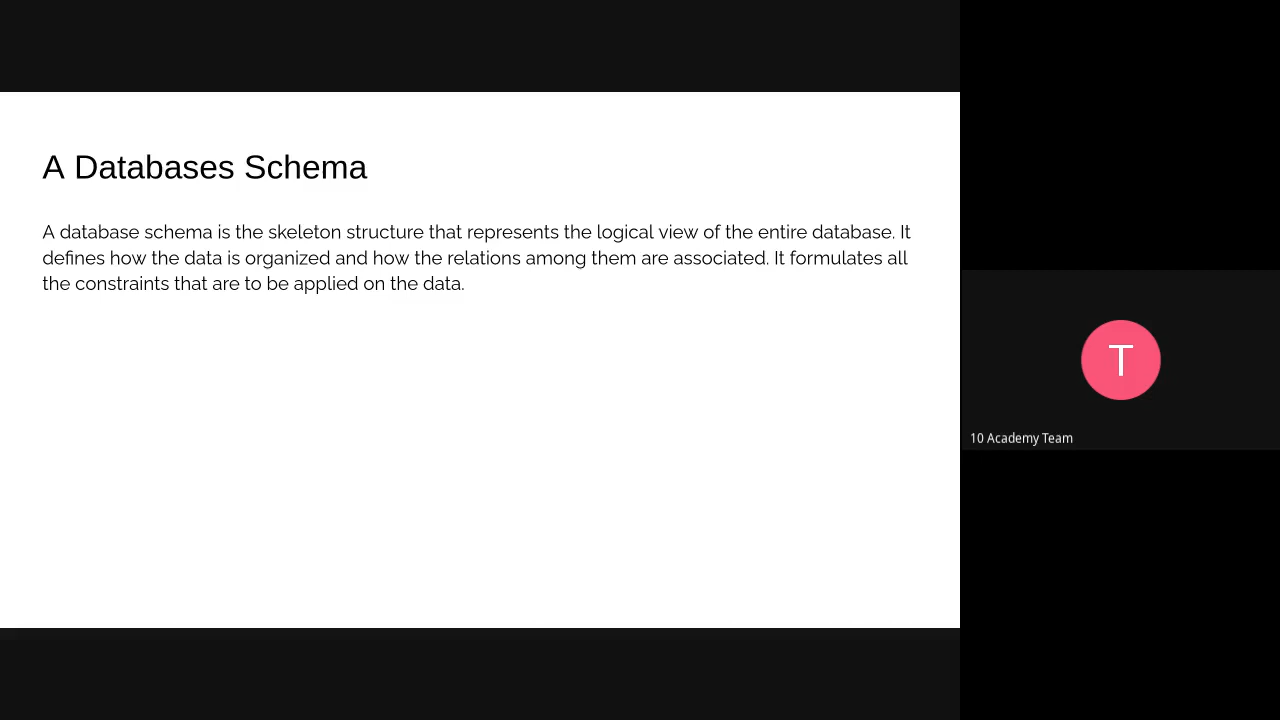 A Databases Schema
A database schema is the skeleton structure that represents the logical view of the entire database. It
defines how the data is organized and how the relations among them are associated. It formulates all
the constraints that are to be applied on the data.
T
10 Academy Team